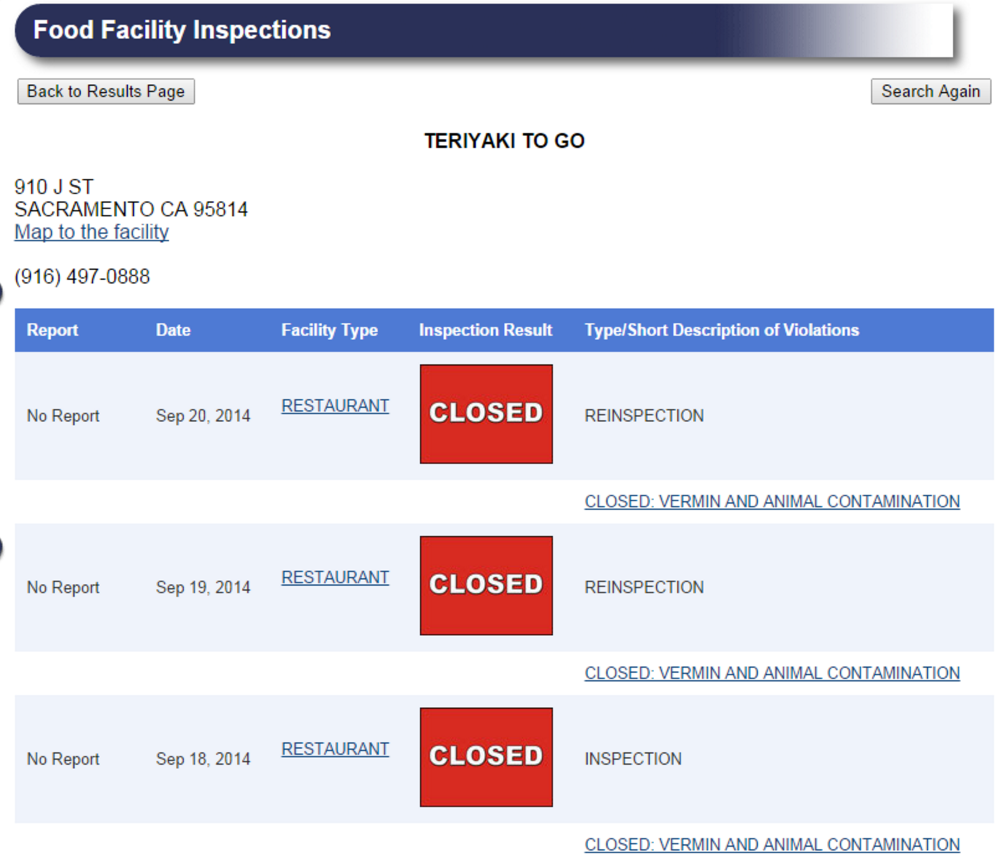 Food Facility Inspections
Back to Results Page Search Again
TERIYAKI TO GO
910 J ST
SACRAMENTO CA 95814
Map to the facility
(916) 497-0888
Report Date Facility Type Inspection Result Type/Short Description of Violations
No Report Sep 20, 2014 RESTAURANT CLOSED REINSPECTION
CLOSED: VERMIN AND ANIMAL CONTAMINATION
No Report Sep 19, 2014 RESTAURANT CLOSED REINSPECTION
CLOSED: VERMIN AND ANIMAL CONTAMINATION
No Report Sep 18, 2014 RESTAURANT CLOSED INSPECTION
CLOSED: VERMIN AND ANIMAL CONTAMINATION